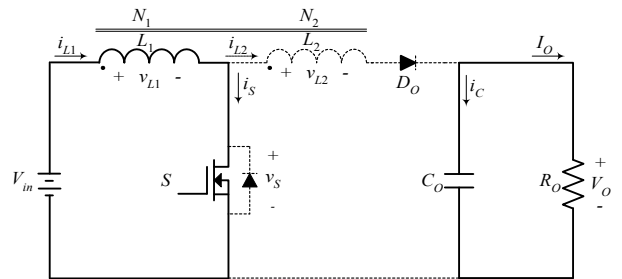 N1 N2
iL1 L1 iL2 L2 IO
+ vL1 - iS + vL2 - DO iC
Vin S + vS - CO RO + VO -